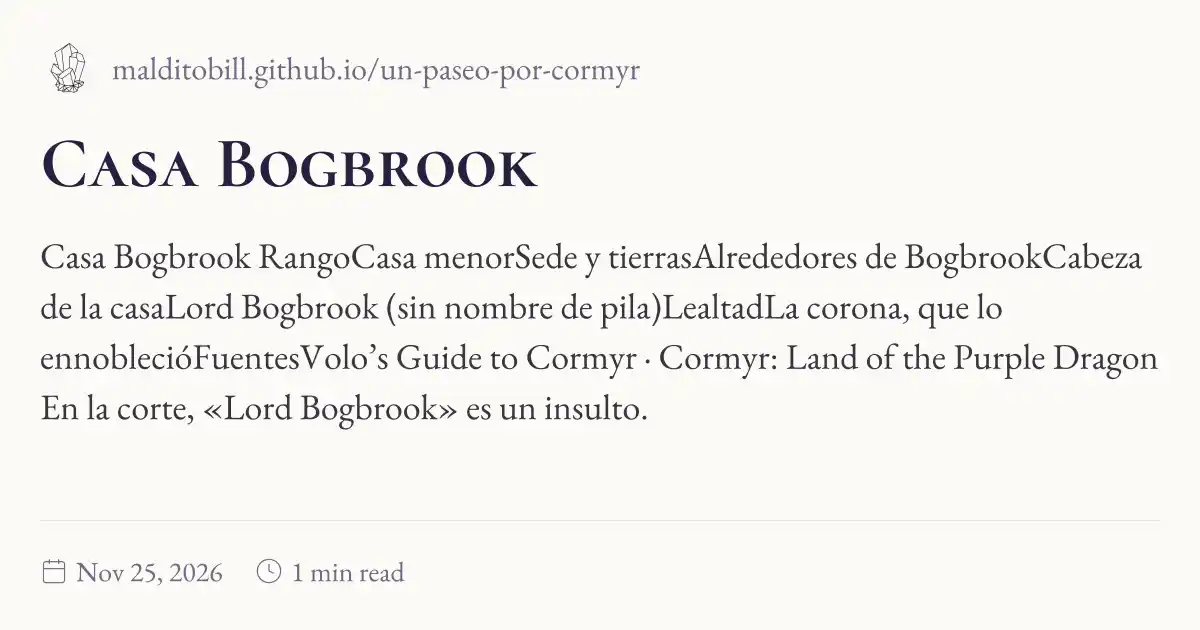 malditobill.github.io/un-paseo-por-cormyr
Casa Bogbrook
Casa Bogbrook RangoCasa menorSede y tierrasAlrededores de BogbrookCabeza
de la casaLord Bogbrook (sin nombre de pila)LealtadLa corona, que lo
ennoblecióFuentesVolo’s Guide to Cormyr · Cormyr: Land of the Purple Dragon
En la corte, «Lord Bogbrook» es un insulto.
Nov 25, 2026
1 min read